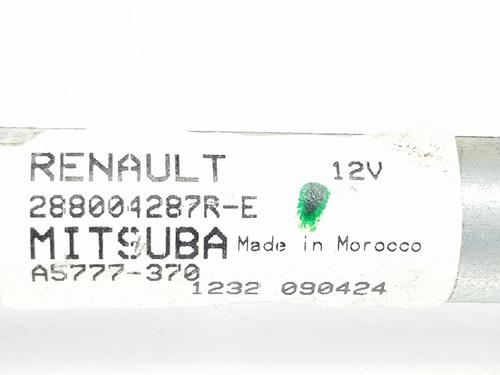 RENAULT 12V
288004287R-E
MITSUBA Made in Morocco
A5777-370
1232 090424